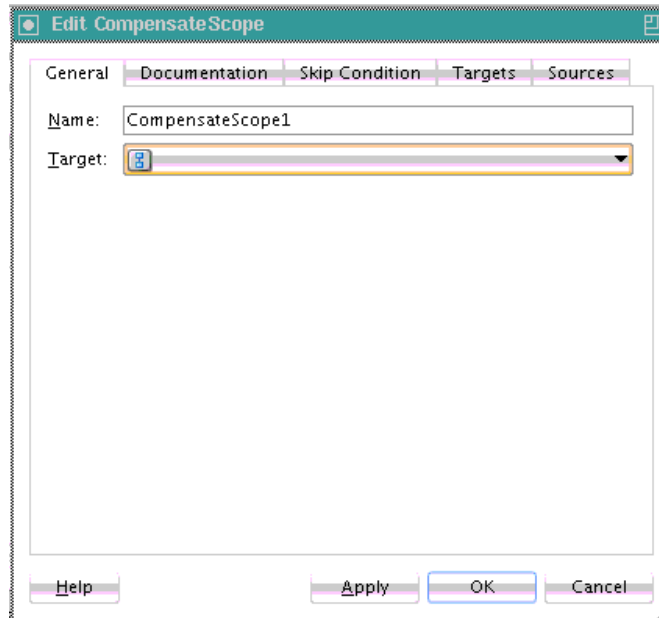 Edit CompensateScope
General Documentation Skip Condition Targets Sources
Name: CompensateScope1
Target:
Help Apply OK Cancel